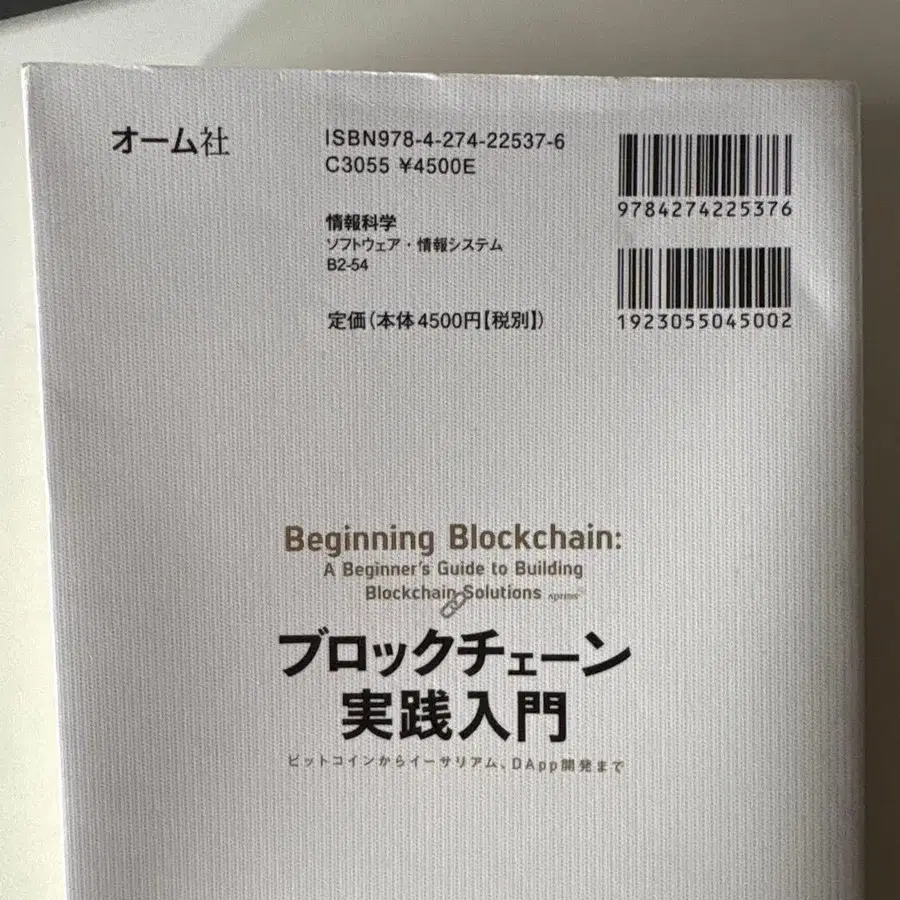 オーム社
ISBN978-4-274-22537-6
C3055 ¥4500E
情報科学
ソフトウェア・情報システム
B2-54
定価(本体4500円【税別】)
9784274225376
1923055045002
Beginning Blockchain:
A Beginner's Guide to Building
Blockchain Solutions Apress
ブロックチェーン
実践入門
ビットコインからイーサリアム、DApp開発まで